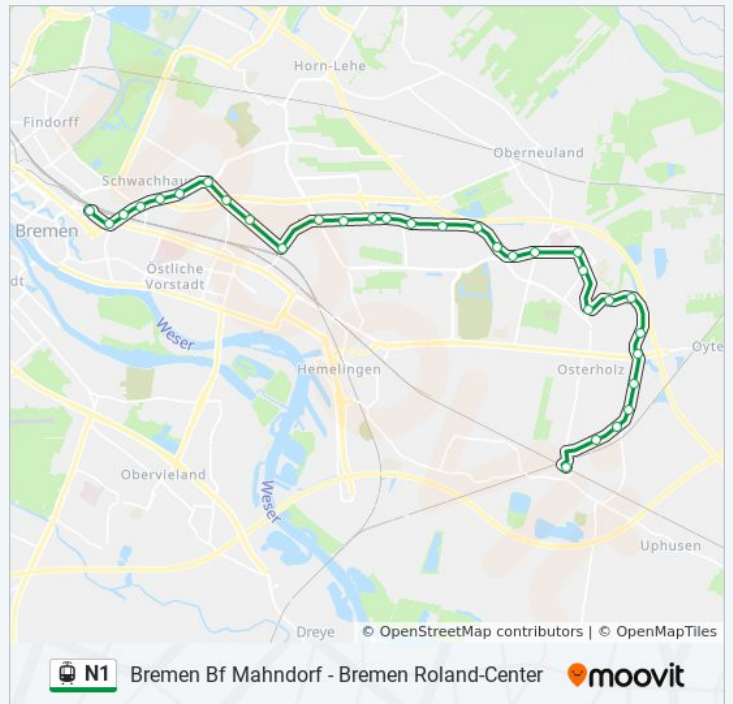 Horn-Lehe
Findorff
Oberneuland
Schwachhau
Bremen
Östliche
Vorstadt
dt
Weser
Oyte
Hemelingen
Osterholz
Obervieland
Weser
Uphusen
Dreye
© OpenStreetMap contributors | © OpenMapTiles
N1 Bremen Bf Mahndorf - Bremen Roland-Center moovit